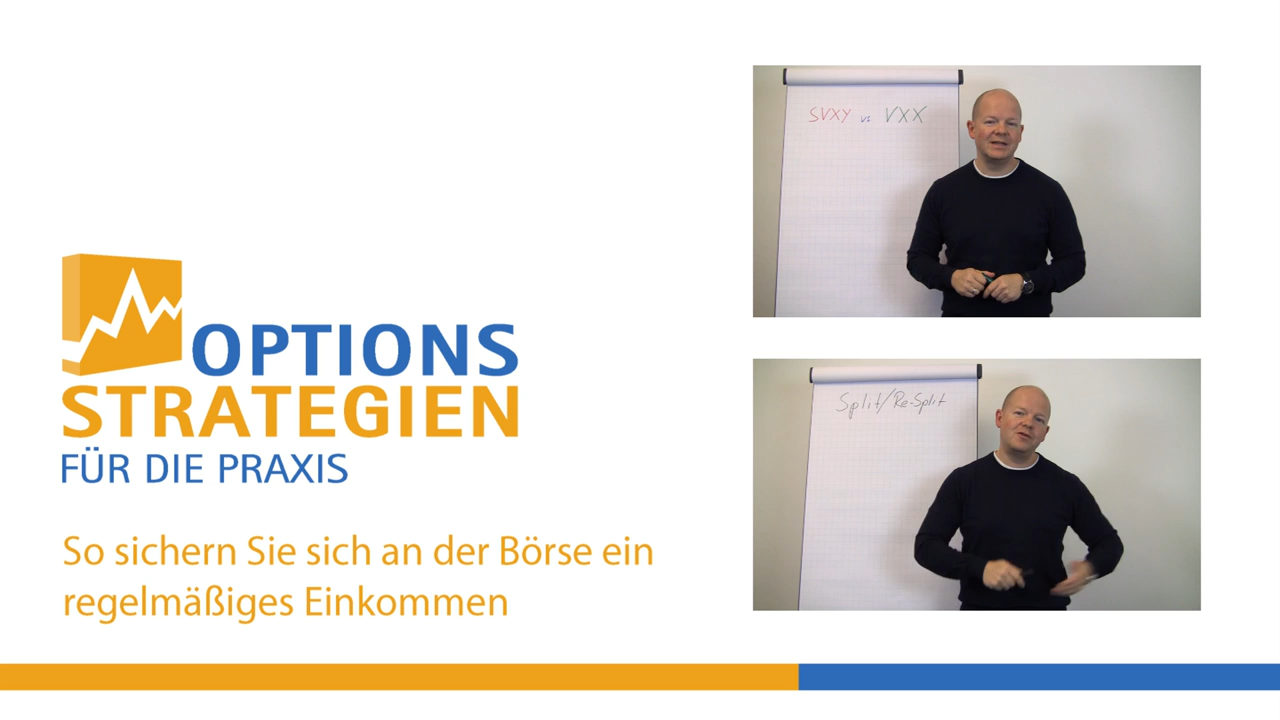 OPTIONS
STRATEGIEN
FÜR DIE PRAXIS
So sichern Sie sich an der Börse ein
regelmäßiges Einkommen
SVXY vs. VXX
Split/Re-Split